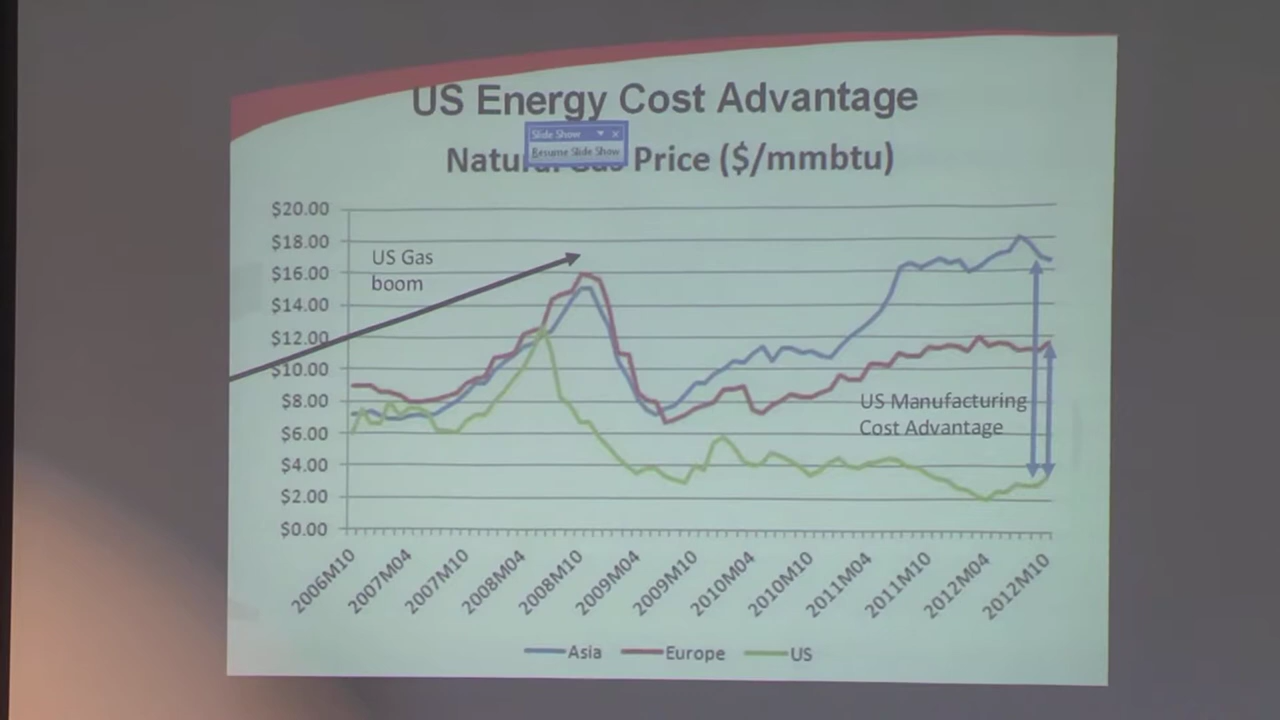 US Energy Cost Advantage
Slide Show
Resume Slide Show
Natural Gas Price ($/mmbtu)
$20.00
$18.00
$16.00
$14.00
$12.00
$10.00
$8.00
$6.00
$4.00
$2.00
$0.00
US Gas
boom
US Manufacturing
Cost Advantage
2006M10
2007M04
2007M10
2008M04
2008M10
2009M04
2009M10
2010M04
2010M10
2011M04
2011M10
2012M04
2012M10
Asia
Europe
US